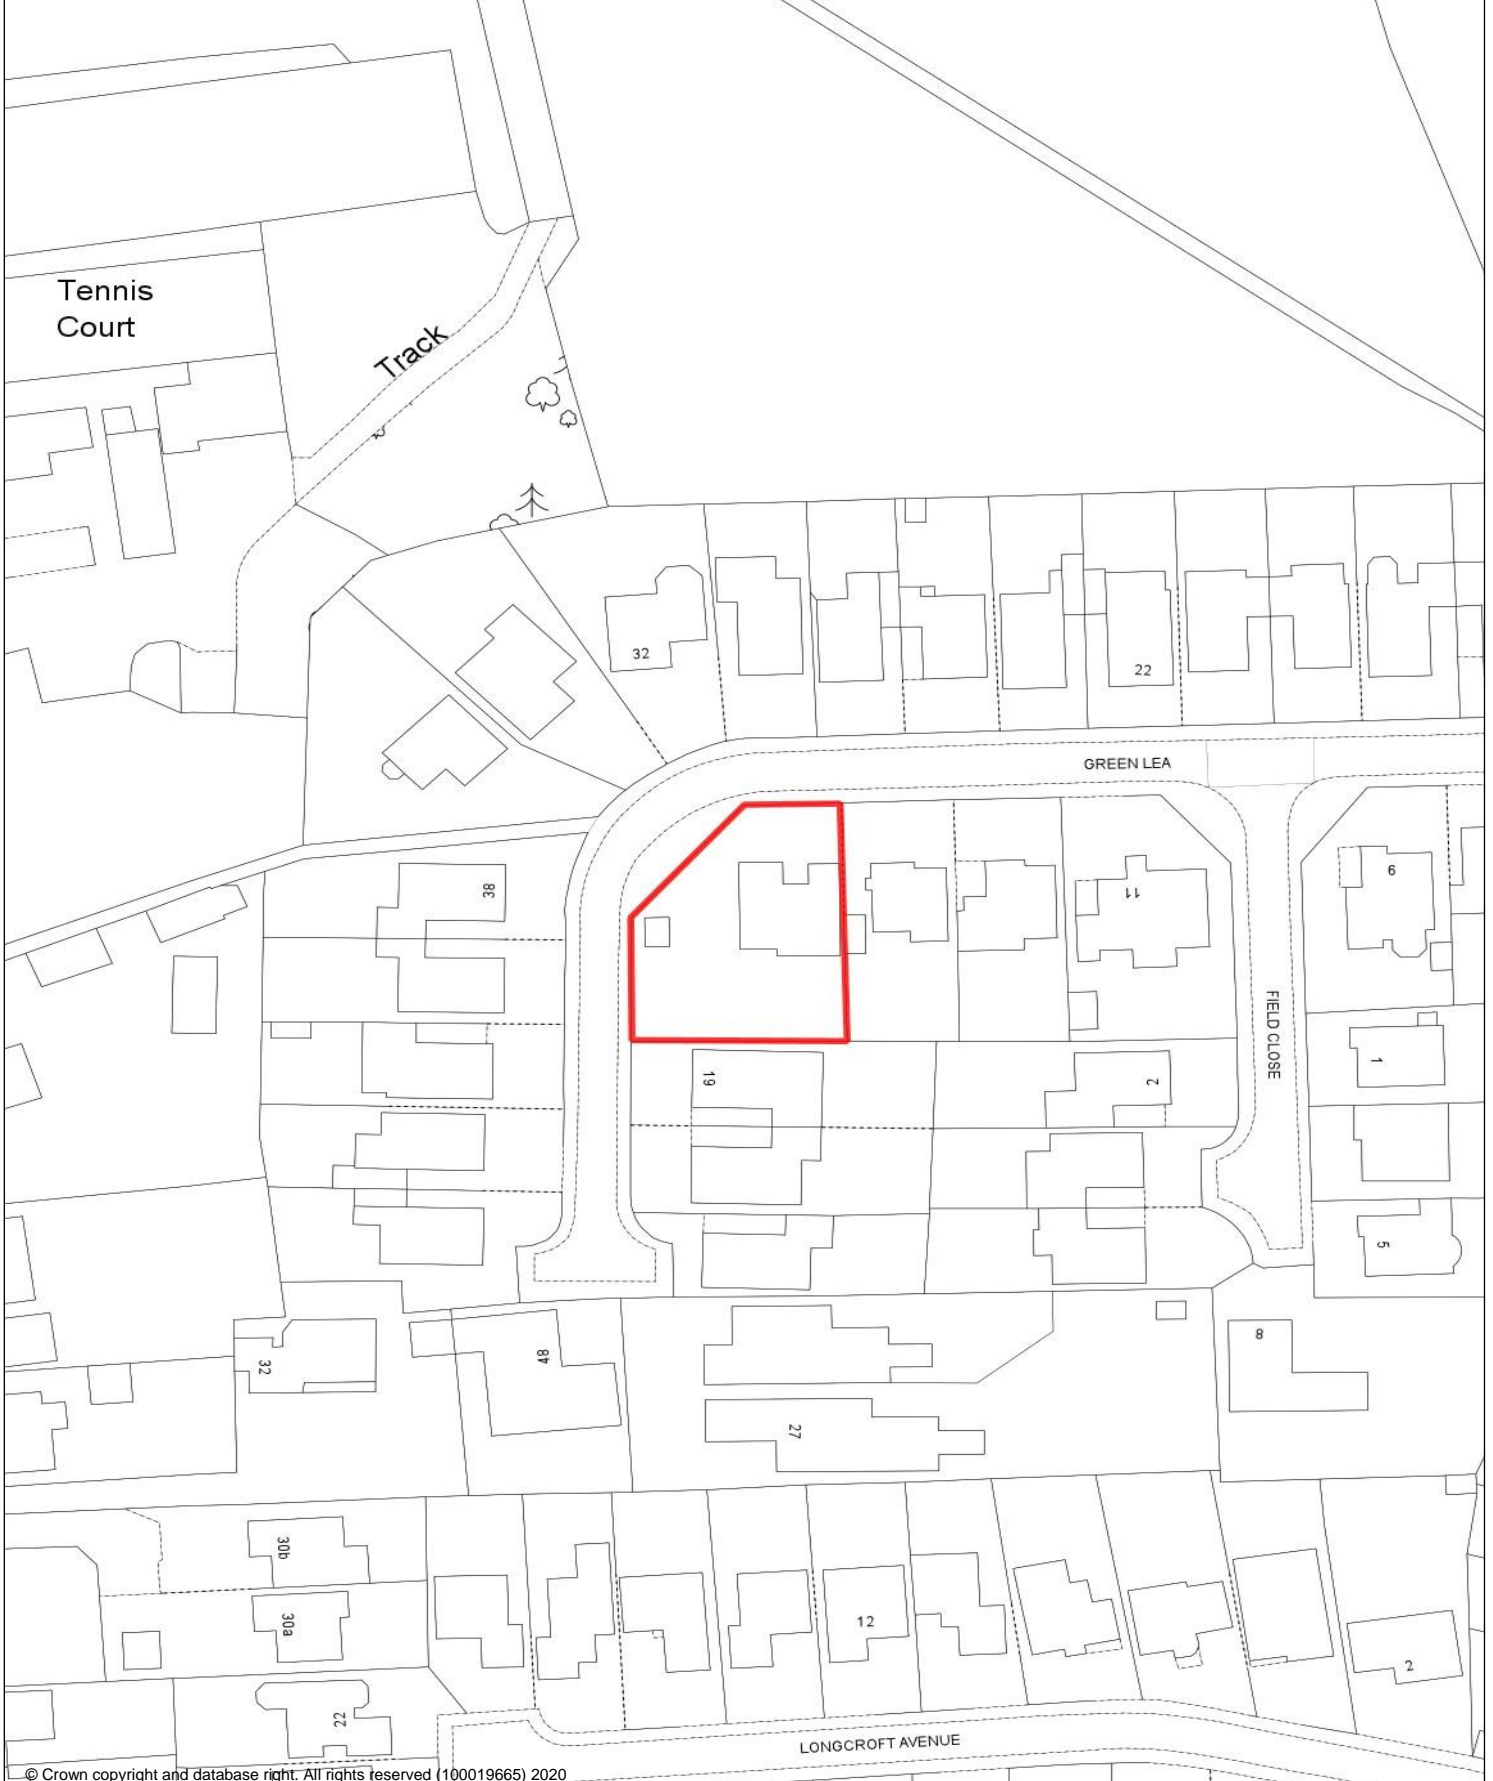 Tennis
Court
Track
32
22
GREEN LEA
38
11
6
FIELD CLOSE
19
2
1
5
32
48
8
27
30b
30a
12
2
22
LONGCROFT AVENUE
© Crown copyright and database right. All rights reserved (100019665) 2020